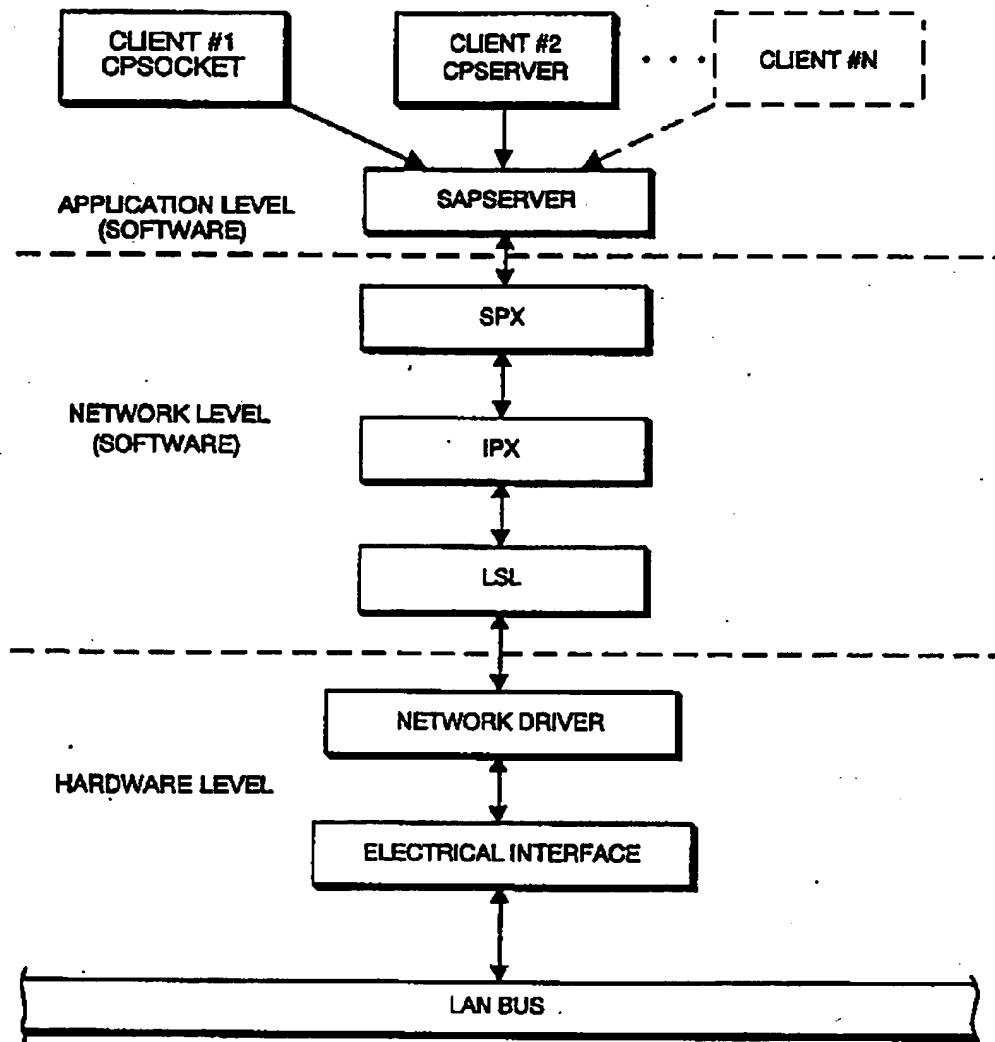 CLIENT #1
CPSOCKET
CLIENT #2
CPSERVER
CLIENT #N
SAPSERVER
APPLICATION LEVEL
(SOFTWARE)
SPX
NETWORK LEVEL
(SOFTWARE)
IPX
LSL
NETWORK DRIVER
HARDWARE LEVEL
ELECTRICAL INTERFACE
LAN BUS